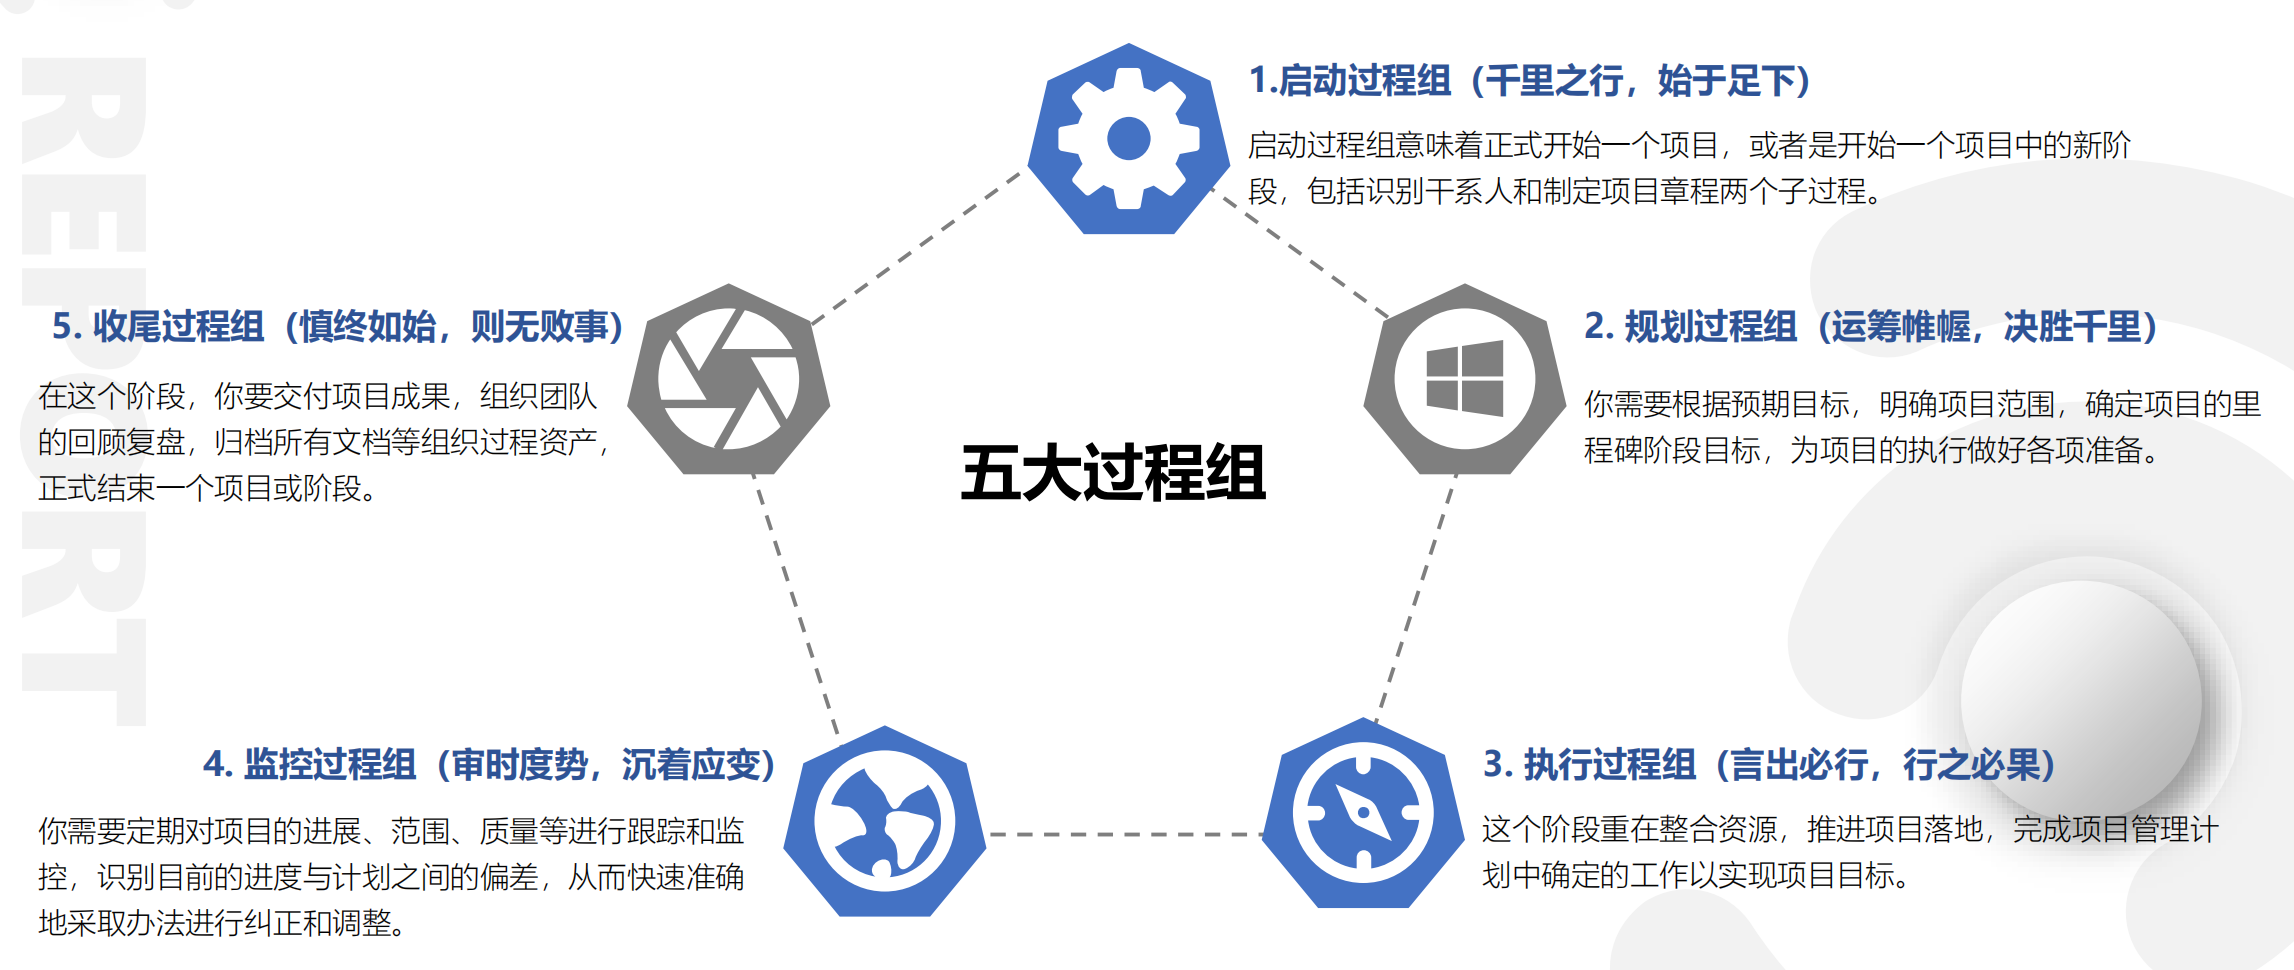 REPORT
1.启动过程组（千里之行，始于足下）
启动过程组意味着正式开始一个项目，或者是开始一个项目中的新阶
段，包括识别干系人和制定项目章程两个子过程。
2. 规划过程组（运筹帷幄，决胜千里）
你需要根据预期目标，明确项目范围，确定项目的里
程碑阶段目标，为项目的执行做好各项准备。
五大过程组
3. 执行过程组（言出必行，行之必果）
这个阶段重在整合资源，推进项目落地，完成项目管理计
划中确定的工作以实现项目目标。
4. 监控过程组（审时度势，沉着应变）
你需要定期对项目的进展、范围、质量等进行跟踪和监
控，识别目前的进度与计划之间的偏差，从而快速准确
地采取办法进行纠正和调整。
5. 收尾过程组（慎终如始，则无败事）
在这个阶段，你要交付项目成果，组织团队
的回顾复盘，归档所有文档等组织过程资产，
正式结束一个项目或阶段。